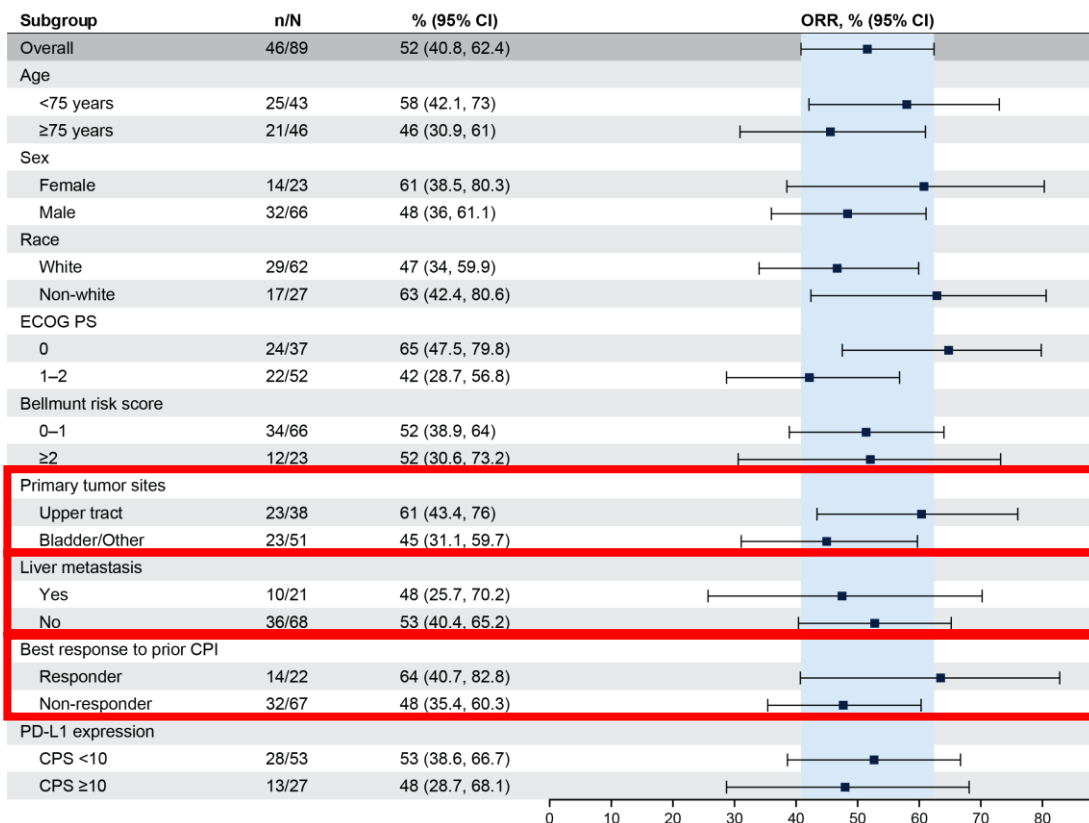 Subgroup n/N % (95% CI) ORR, % (95% CI)
Overall 46/89 52 (40.8, 62.4)
Age
<75 years 25/43 58 (42.1, 73)
≥75 years 21/46 46 (30.9, 61)
Sex
Female 14/23 61 (38.5, 80.3)
Male 32/66 48 (36, 61.1)
Race
White 29/62 47 (34, 59.9)
Non-white 17/27 63 (42.4, 80.6)
ECOG PS
0 24/37 65 (47.5, 79.8)
1–2 22/52 42 (28.7, 56.8)
Bellmunt risk score
0–1 34/66 52 (38.9, 64)
≥2 12/23 52 (30.6, 73.2)
Primary tumor sites
Upper tract 23/38 61 (43.4, 76)
Bladder/Other 23/51 45 (31.1, 59.7)
Liver metastasis
Yes 10/21 48 (25.7, 70.2)
No 36/68 53 (40.4, 65.2)
Best response to prior CPI
Responder 14/22 64 (40.7, 82.8)
Non-responder 32/67 48 (35.4, 60.3)
PD-L1 expression
CPS <10 28/53 53 (38.6, 66.7)
CPS ≥10 13/27 48 (28.7, 68.1)
0 10 20 30 40 50 60 70 80